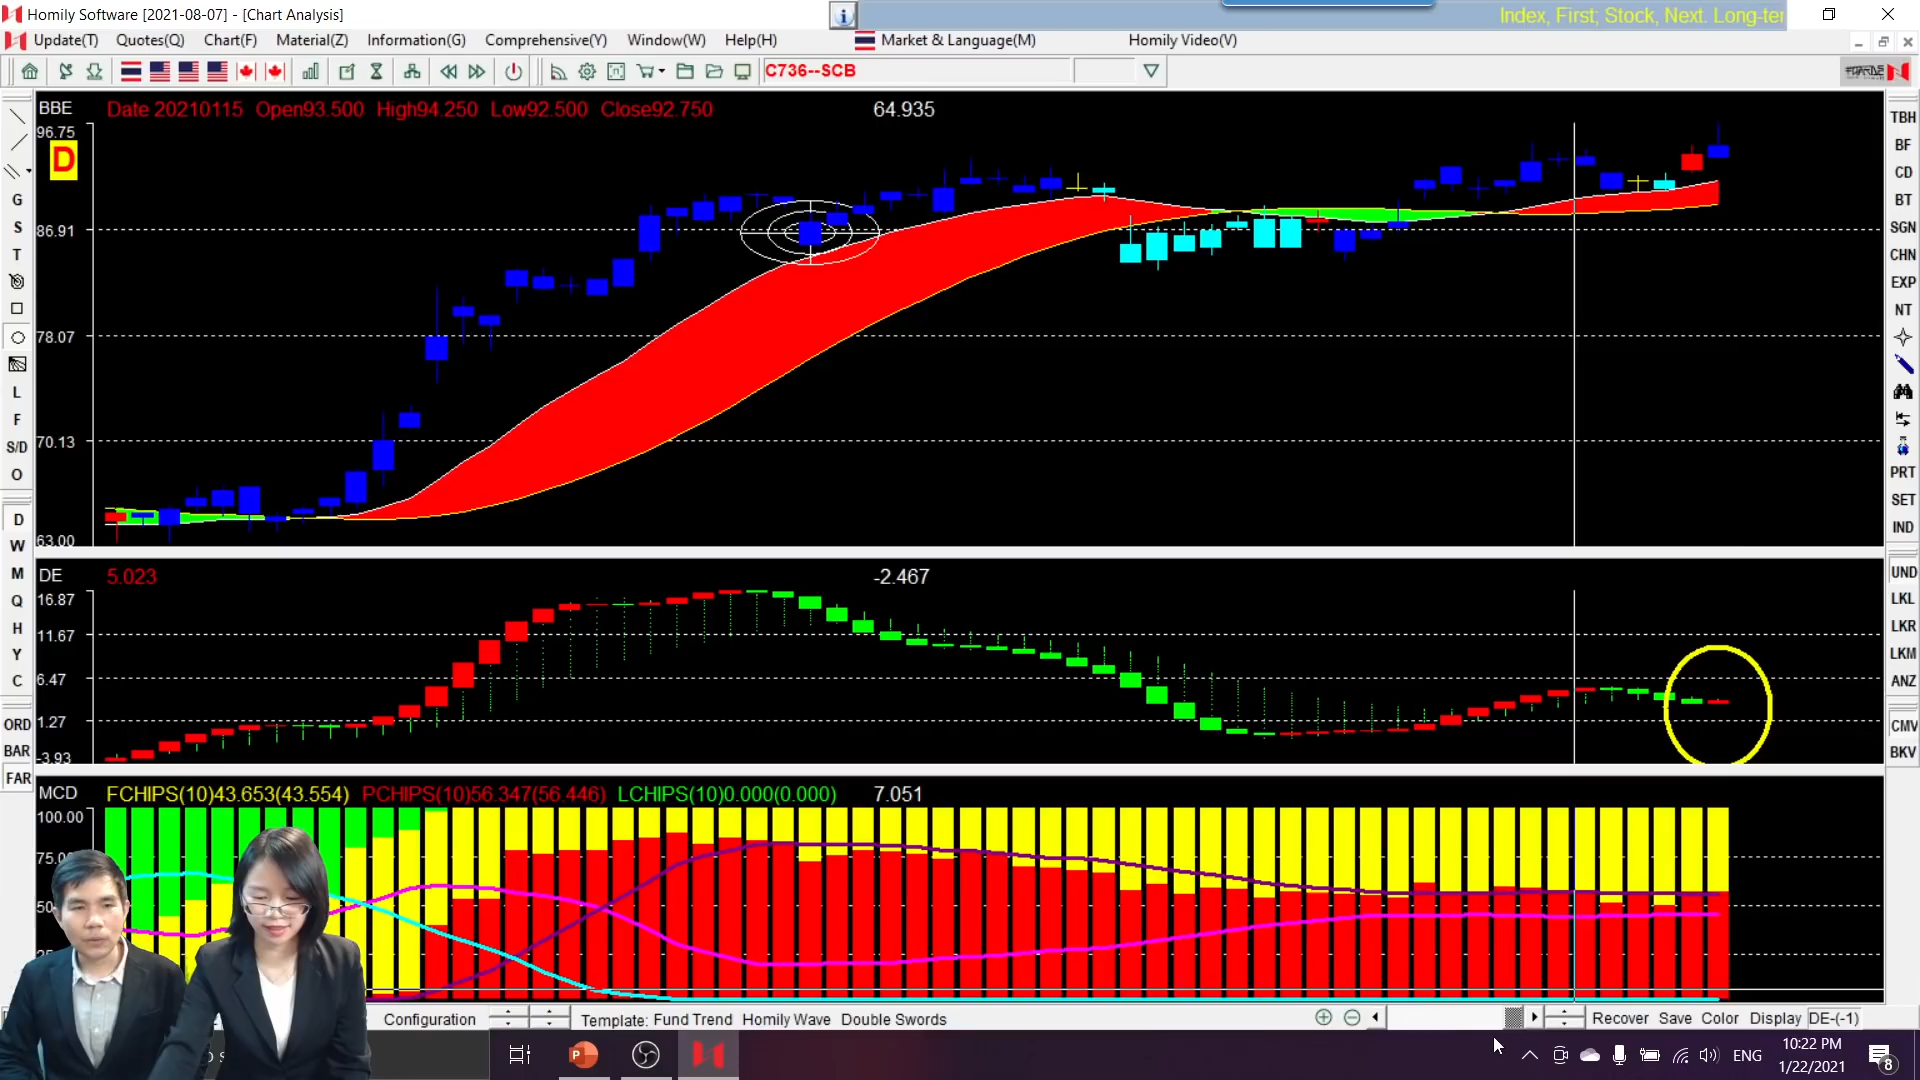 Homily Software [2021-08-07] - [Chart Analysis]
Index, First; Stock, Next. Long-ter
Update(T) Quotes(Q) Chart(F) Material(Z) Information(G) Comprehensive(Y) Window(W) Help(H) Market & Language(M) Homily Video(V)
C736--SCB
BBE Date 20210115 Open93.500 High94.250 Low92.500 Close92.750 64.935
96.75
D
86.91
78.07
70.13
63.00
DE 5.023 -2.467
16.87
11.67
6.47
1.27
-3.93
MCD FCHIPS(10)43.653(43.554) PCHIPS(10)56.347(56.446) LCHIPS(10)0.000(0.000) 7.051
100.00
75.00
50
G
S
T
L
F
S/D
O
D
W
M
Q
H
Y
C
ORD
BAR
FAR
TBH
BF
CD
BT
SGN
CHN
EXP
NT
PRT
SET
IND
UND
LKL
LKR
LKM
ANZ
CMV
BKV
Configuration Template: Fund Trend Homily Wave Double Swords Recover Save Color Display DE-(-1)
ENG 10:22 PM
1/22/2021
8